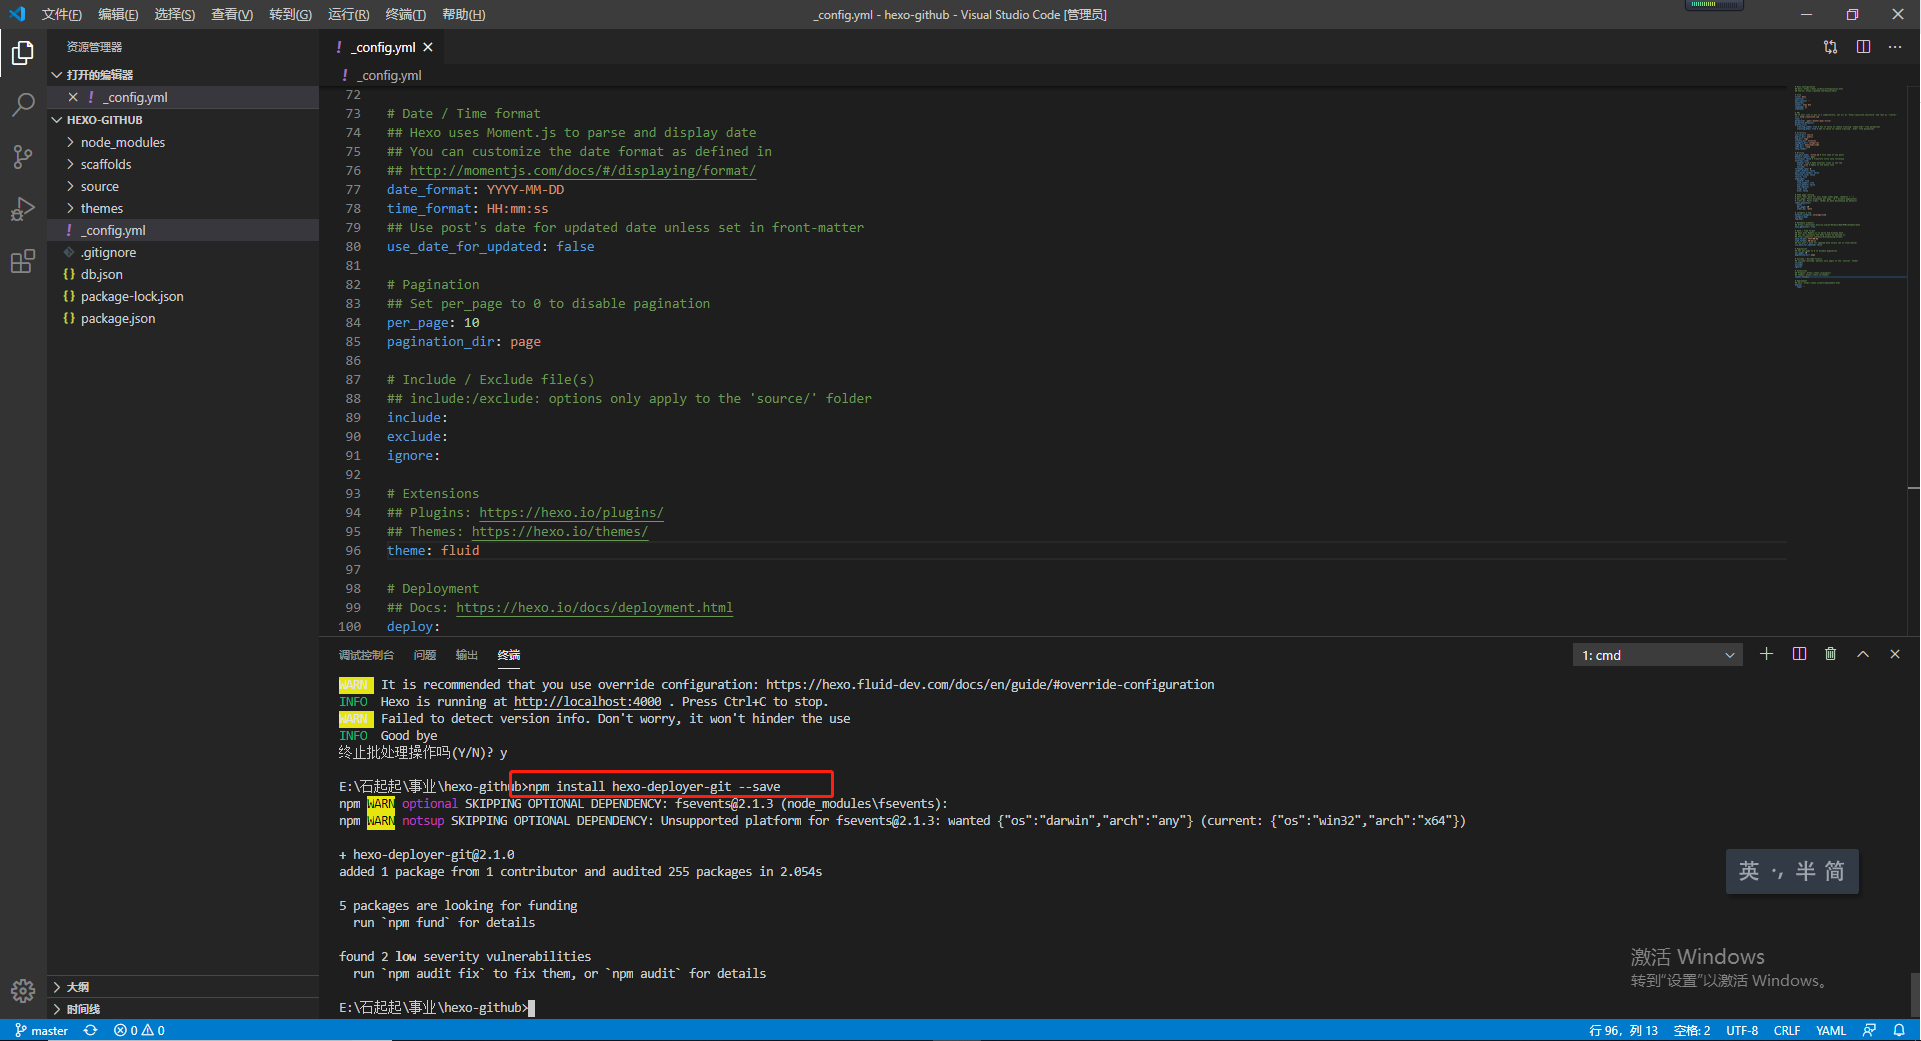 文件(F) 编辑(E) 选择(S) 查看(V) 转到(G) 运行(R) 终端(T) 帮助(H)
_config.yml - hexo-github - Visual Studio Code [管理员]
资源管理器
打开的编辑器
_config.yml
HEXO-GITHUB
node_modules
scaffolds
source
themes
_config.yml
.gitignore
db.json
package-lock.json
package.json
大纲
时间线
_config.yml
_config.yml
72
73 # Date / Time format
74 ## Hexo uses Moment.js to parse and display date
75 ## You can customize the date format as defined in
76 ## http://momentjs.com/docs/#/displaying/format/
77 date_format: YYYY-MM-DD
78 time_format: HH:mm:ss
79 ## Use post's date for updated date unless set in front-matter
80 use_date_for_updated: false
81
82 # Pagination
83 ## Set per_page to 0 to disable pagination
84 per_page: 10
85 pagination_dir: page
86
87 # Include / Exclude file(s)
88 ## include:/exclude: options only apply to the 'source/' folder
89 include:
90 exclude:
91 ignore:
92
93 # Extensions
94 ## Plugins: https://hexo.io/plugins/
95 ## Themes: https://hexo.io/themes/
96 theme: fluid
97
98 # Deployment
99 ## Docs: https://hexo.io/docs/deployment.html
100 deploy:
调试控制台 问题 输出 终端
1: cmd
WARN It is recommended that you use override configuration: https://hexo.fluid-dev.com/docs/en/guide/#override-configuration
INFO Hexo is running at http://localhost:4000 . Press Ctrl+C to stop.
WARN Failed to detect version info. Don't worry, it won't hinder the use
INFO Good bye
终止批处理操作吗(Y/N)? y
E:\石起起\事业\hexo-github>npm install hexo-deployer-git --save
npm WARN optional SKIPPING OPTIONAL DEPENDENCY: fsevents@2.1.3 (node_modules\fsevents):
npm WARN notsup SKIPPING OPTIONAL DEPENDENCY: Unsupported platform for fsevents@2.1.3: wanted {"os":"darwin","arch":"any"} (current: {"os":"win32","arch":"x64"})
+ hexo-deployer-git@2.1.0
added 1 package from 1 contributor and audited 255 packages in 2.054s
5 packages are looking for funding
run `npm fund` for details
found 2 low severity vulnerabilities
run `npm audit fix` to fix them, or `npm audit` for details
E:\石起起\事业\hexo-github>
英 ·, 半 简
激活 Windows
转到"设置"以激活 Windows。
master 0 0
行 96, 列 13 空格: 2 UTF-8 CRLF YAML